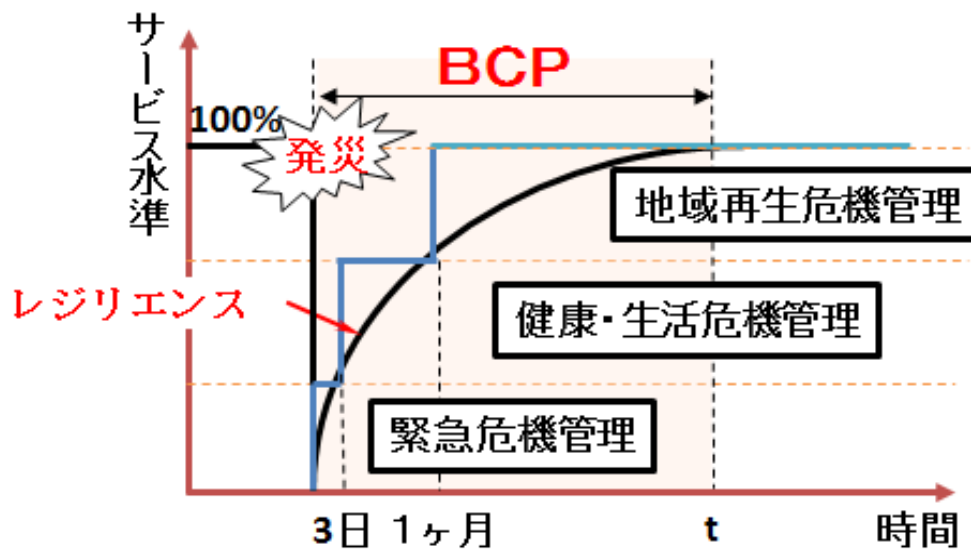 サービス水準
BCP
100%
発災
地域再生危機管理
レジリエンス
健康・生活危機管理
緊急危機管理
3日
1ヶ月
t
時間